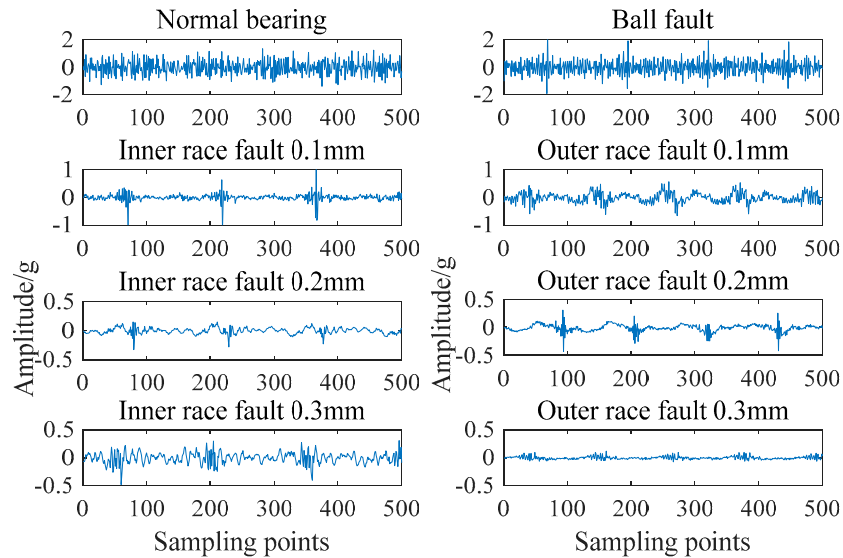 Normal bearing
2
0
-2
0 100 200 300 400 500
Ball fault
2
0
-2
0 100 200 300 400 500
Inner race fault 0.1mm
1
0
-1
0 100 200 300 400 500
Outer race fault 0.1mm
1
0
-1
0 100 200 300 400 500
Amplitude/g
Inner race fault 0.2mm
0.5
0
-0.5
0 100 200 300 400 500
Amplitude/g
Outer race fault 0.2mm
0.5
0
-0.5
0 100 200 300 400 500
Inner race fault 0.3mm
0.5
0
-0.5
0 100 200 300 400 500
Sampling points
Outer race fault 0.3mm
0.5
0
-0.5
0 100 200 300 400 500
Sampling points